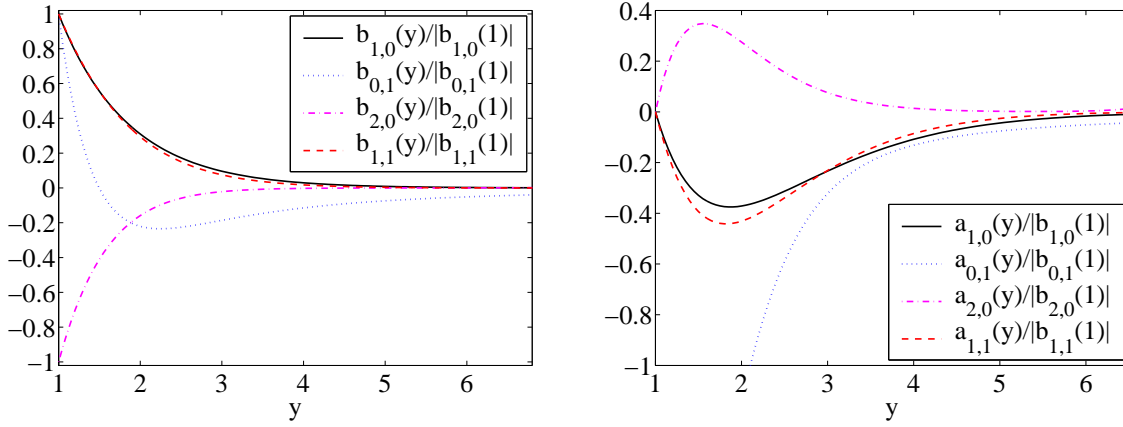 1
0.8
0.6
0.4
0.2
0
−0.2
−0.4
−0.6
−0.8
−1
1 2 3 4 5 6
y
b1,0(y)/|b1,0(1)|
b0,1(y)/|b0,1(1)|
b2,0(y)/|b2,0(1)|
b1,1(y)/|b1,1(1)|
0.4
0.2
0
−0.2
−0.4
−0.6
−0.8
−1
1 2 3 4 5 6
y
a1,0(y)/|b1,0(1)|
a0,1(y)/|b0,1(1)|
a2,0(y)/|b2,0(1)|
a1,1(y)/|b1,1(1)|